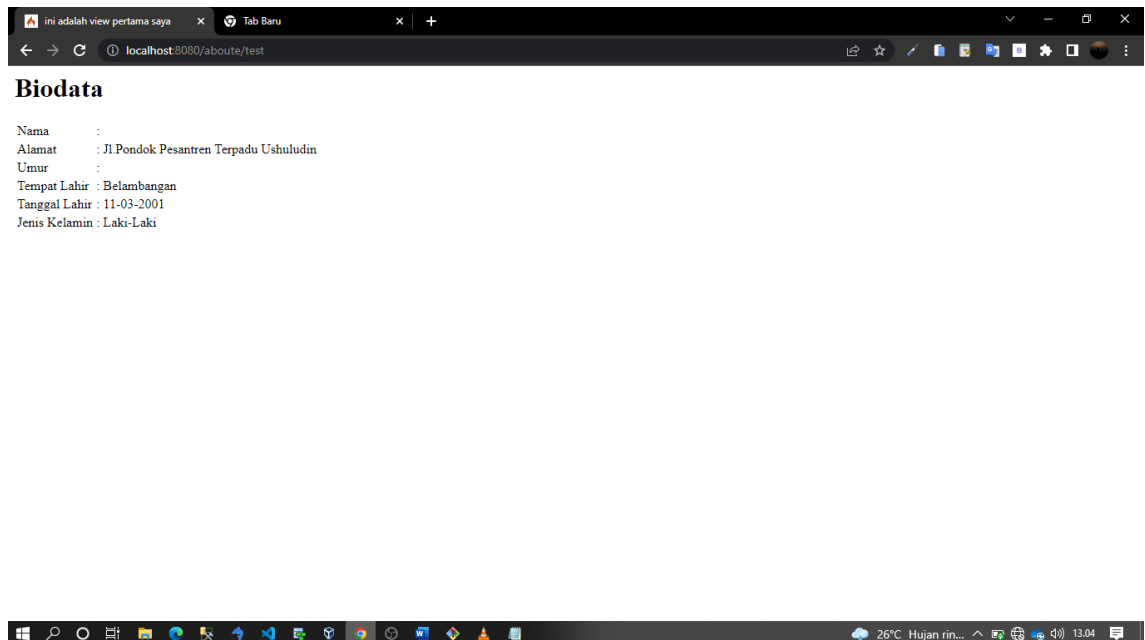 ini adalah view pertama saya
Tab Baru
localhost:8080/aboute/test
Biodata
Nama :
Alamat : Jl.Pondok Pesantren Terpadu Ushuludin
Umur :
Tempat Lahir : Belambangan
Tanggal Lahir : 11-03-2001
Jenis Kelamin : Laki-Laki
26°C Hujan rin... 13.04